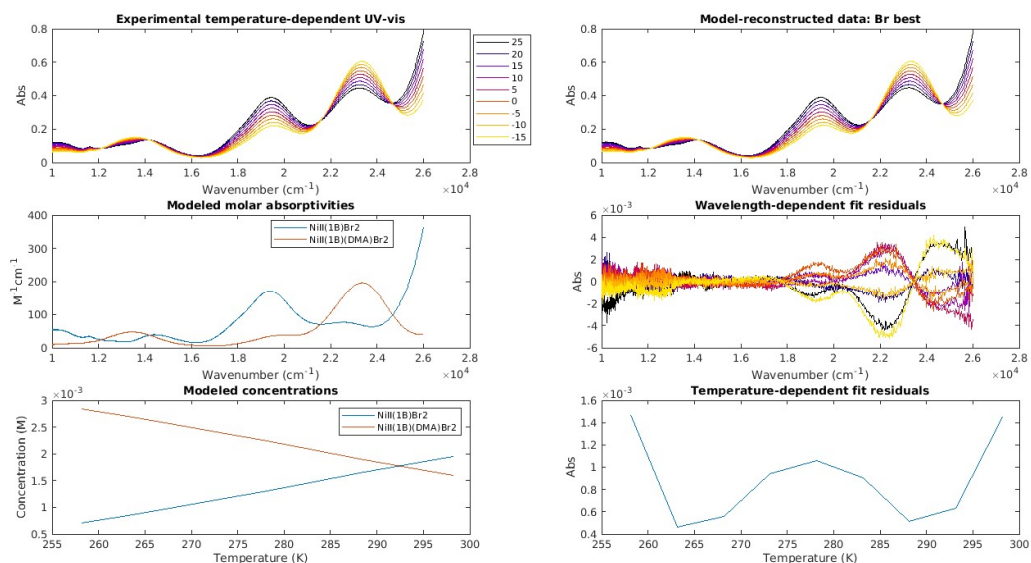 Experimental temperature-dependent UV-vis
Abs
0.8
0.6
0.4
0.2
0
1 1.2 1.4 1.6 1.8 2 2.2 2.4 2.6 2.8
Wavenumber (cm-1)
×10^4
25
20
15
10
5
0
-5
-10
-15
Model-reconstructed data: Br best
Abs
0.8
0.6
0.4
0.2
0
1 1.2 1.4 1.6 1.8 2 2.2 2.4 2.6 2.8
Wavenumber (cm-1)
×10^4
Modeled molar absorptivities
M-1cm-1
400
300
200
100
0
NiII(1B)Br2
NiII(1B)(DMA)Br2
1 1.2 1.4 1.6 1.8 2 2.2 2.4 2.6 2.8
Wavenumber (cm-1)
×10^4
Wavelength-dependent fit residuals
×10^-3
Abs
6
4
2
0
-2
-4
-6
1 1.2 1.4 1.6 1.8 2 2.2 2.4 2.6 2.8
Wavenumber (cm-1)
×10^4
Modeled concentrations
×10^-3
Concentration (M)
3
2.5
2
1.5
1
0.5
NiII(1B)Br2
NiII(1B)(DMA)Br2
255 260 265 270 275 280 285 290 295 300
Temperature (K)
Temperature-dependent fit residuals
×10^-3
Abs
1.6
1.4
1.2
1
0.8
0.6
0.4
255 260 265 270 275 280 285 290 295 300
Temperature (K)